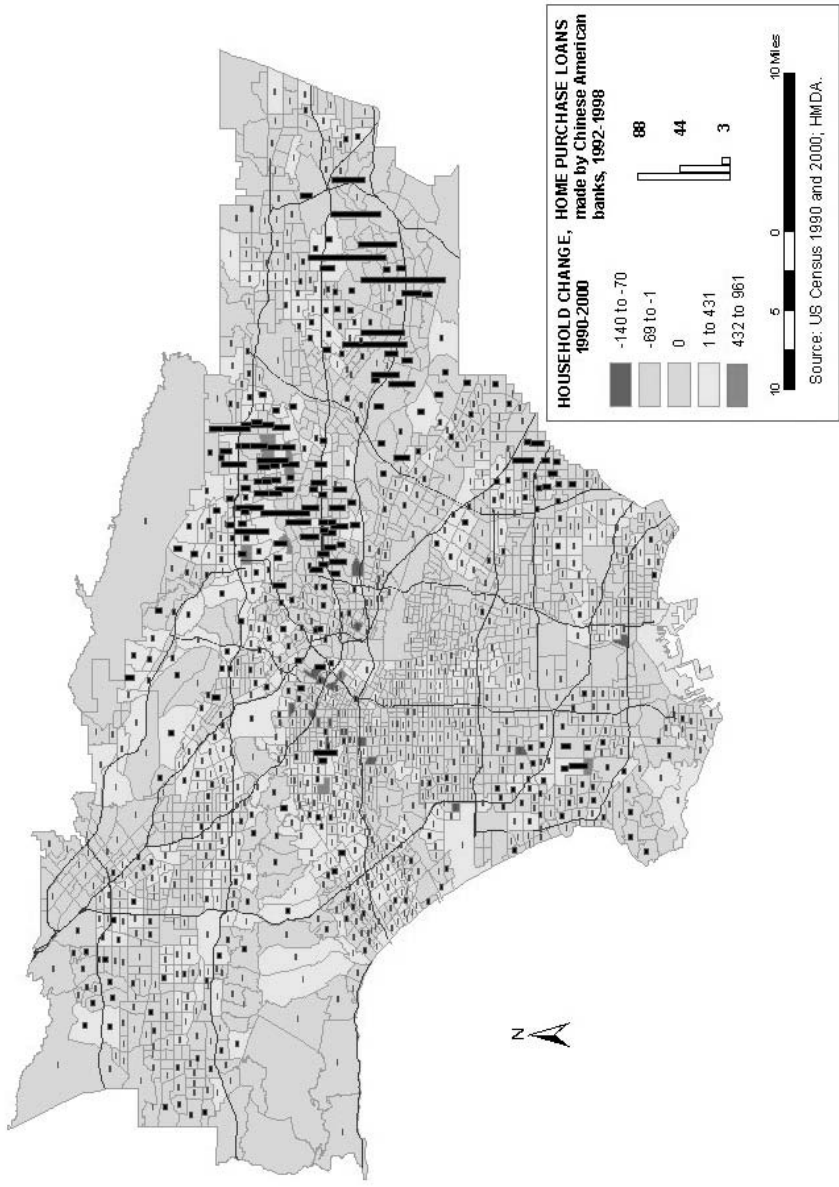 HOUSEHOLD CHANGE,
1990-2000
-140 to -70
-69 to -1
0
1 to 431
432 to 961
HOME PURCHASE LOANS
made by Chinese American
banks, 1992-1998
88
44
3
10 5 0 10 Miles
Source: US Census 1990 and 2000; HMDA.
N